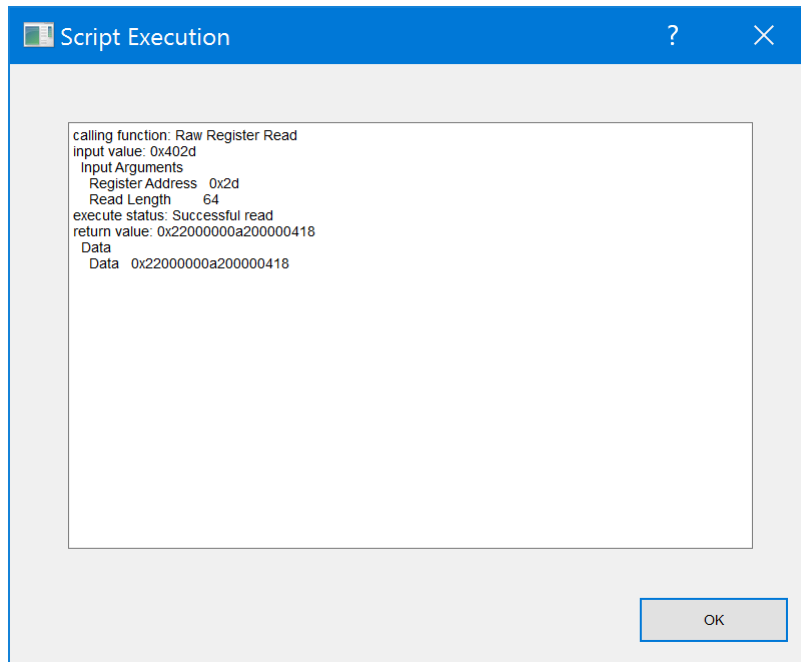 Script Execution
?
calling function: Raw Register Read
input value: 0x402d
Input Arguments
Register Address 0x2d
Read Length 64
execute status: Successful read
return value: 0x22000000a200000418
Data
Data 0x22000000a200000418
OK